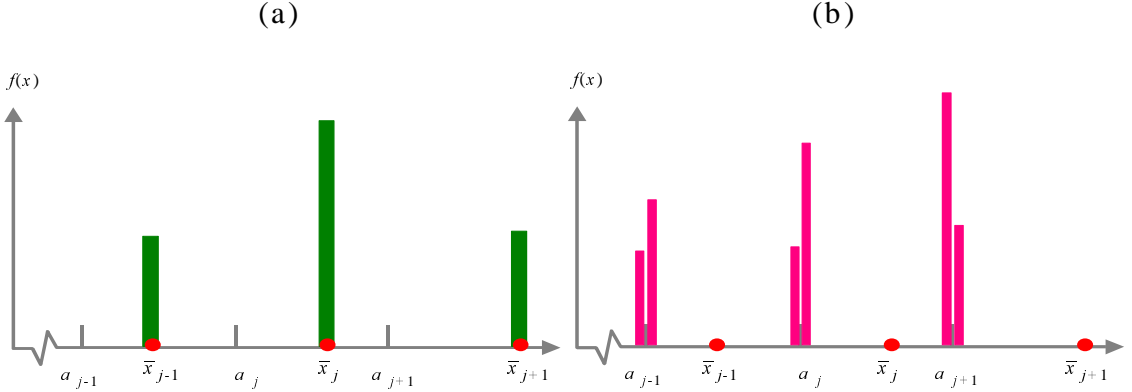 (a)
(b)
f(x)
f(x)
a j-1
x̅ j-1
a j
x̅ j
a j+1
x̅ j+1
a j-1
x̅ j-1
a j
x̅ j
a j+1
x̅ j+1